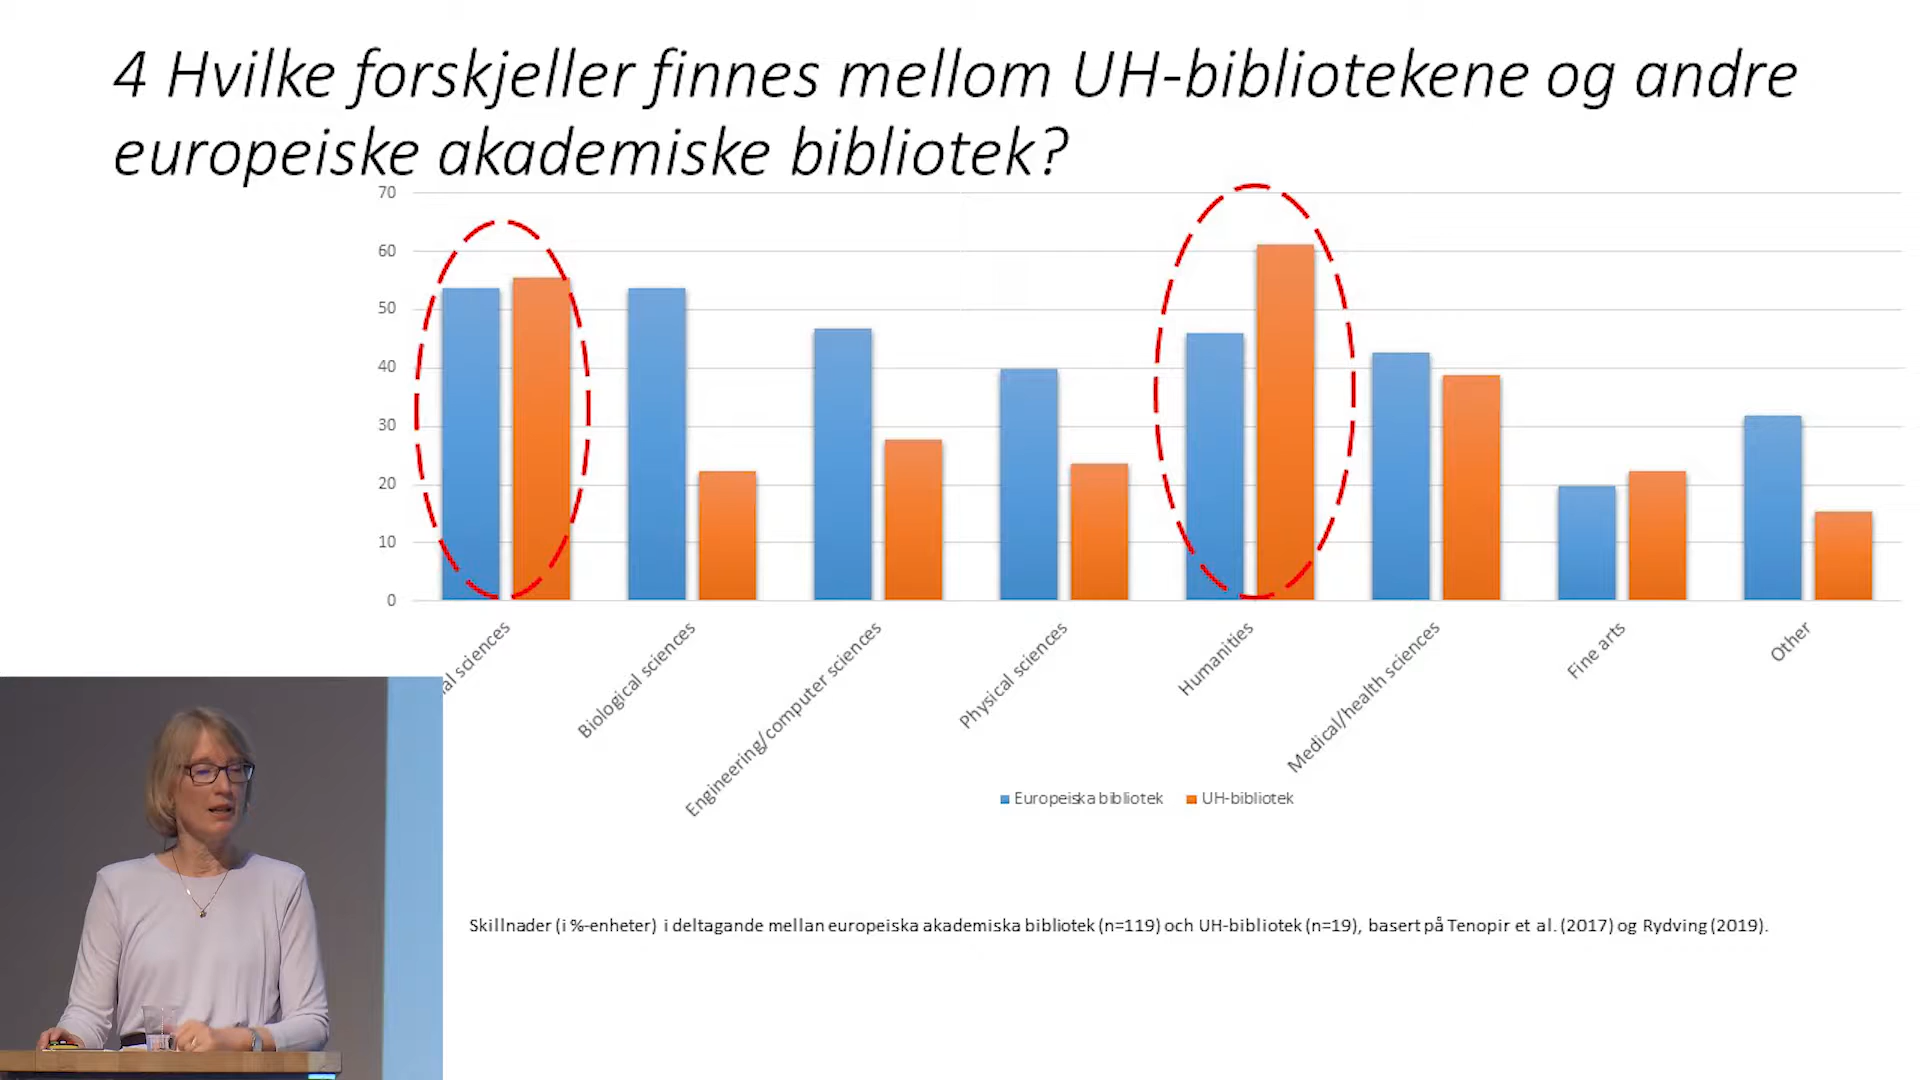 4 Hvilke forskjeller finnes mellom UH-bibliotekene og andre
europeiske akademiske bibliotek?
70
60
50
40
30
20
10
0
sciences
Biological sciences
Engineering/computer sciences
Physical sciences
Humanities
Medical/health sciences
Fine arts
Other
Europeiska bibliotek
UH-bibliotek
Skillnader (i %-enheter) i deltagande mellan europeiska akademiska bibliotek (n=119) och UH-bibliotek (n=19), basert på Tenopir et al. (2017) og Rydving (2019).